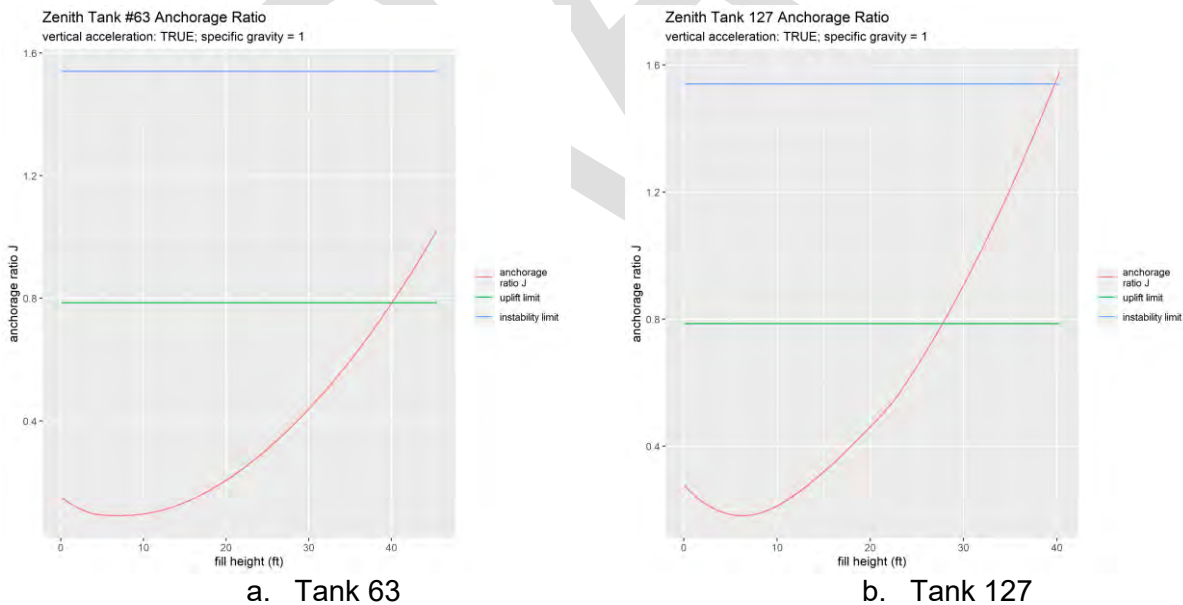 Zenith Tank #63 Anchorage Ratio
vertical acceleration: TRUE; specific gravity = 1
1.6
1.2
0.8
0.4
anchorage ratio J
0
10
20
30
40
fill height (ft)
anchorage
ratio J
uplift limit
instability limit
a. Tank 63
Zenith Tank 127 Anchorage Ratio
vertical acceleration: TRUE; specific gravity = 1
1.6
1.2
0.8
0.4
anchorage ratio J
0
10
20
30
40
fill height (ft)
anchorage
ratio J
uplift limit
instability limit
b. Tank 127